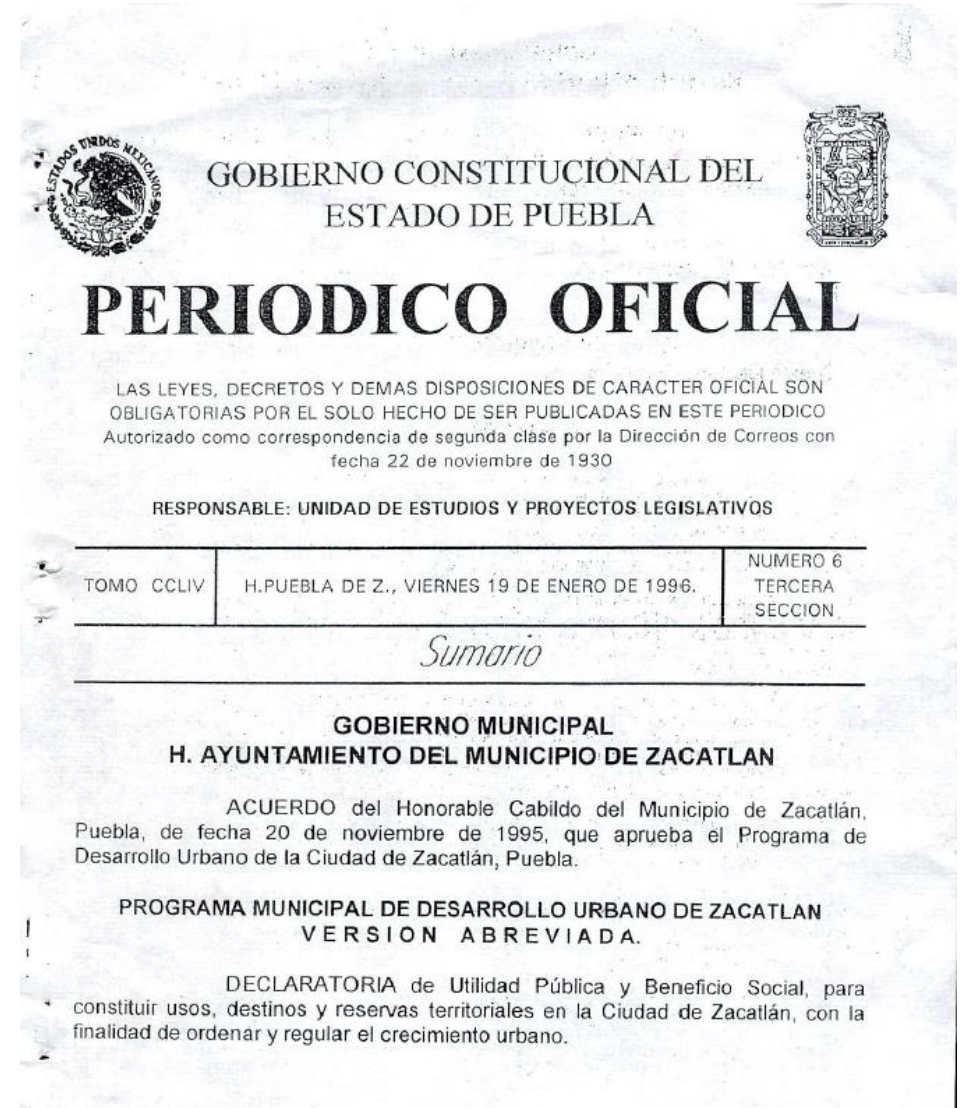 ESTADOS UNIDOS MEXICANOS
GOBIERNO CONSTITUCIONAL DEL
ESTADO DE PUEBLA
PERIODICO OFICIAL
LAS LEYES, DECRETOS Y DEMAS DISPOSICIONES DE CARACTER OFICIAL SON
OBLIGATORIAS POR EL SOLO HECHO DE SER PUBLICADAS EN ESTE PERIODICO
Autorizado como correspondencia de segunda clase por la Dirección de Correos con
fecha 22 de noviembre de 1930
RESPONSABLE: UNIDAD DE ESTUDIOS Y PROYECTOS LEGISLATIVOS
TOMO CCLIV
H.PUEBLA DE Z., VIERNES 19 DE ENERO DE 1996.
NUMERO 6
TERCERA
SECCION
Sumario
GOBIERNO MUNICIPAL
H. AYUNTAMIENTO DEL MUNICIPIO DE ZACATLAN
ACUERDO del Honorable Cabildo del Municipio de Zacatlán,
Puebla, de fecha 20 de noviembre de 1995, que aprueba el Programa de
Desarrollo Urbano de la Ciudad de Zacatlán, Puebla.
PROGRAMA MUNICIPAL DE DESARROLLO URBANO DE ZACATLAN
VERSION ABREVIADA.
DECLARATORIA de Utilidad Pública y Beneficio Social, para
constituir usos, destinos y reservas territoriales en la Ciudad de Zacatlán, con la
finalidad de ordenar y regular el crecimiento urbano.